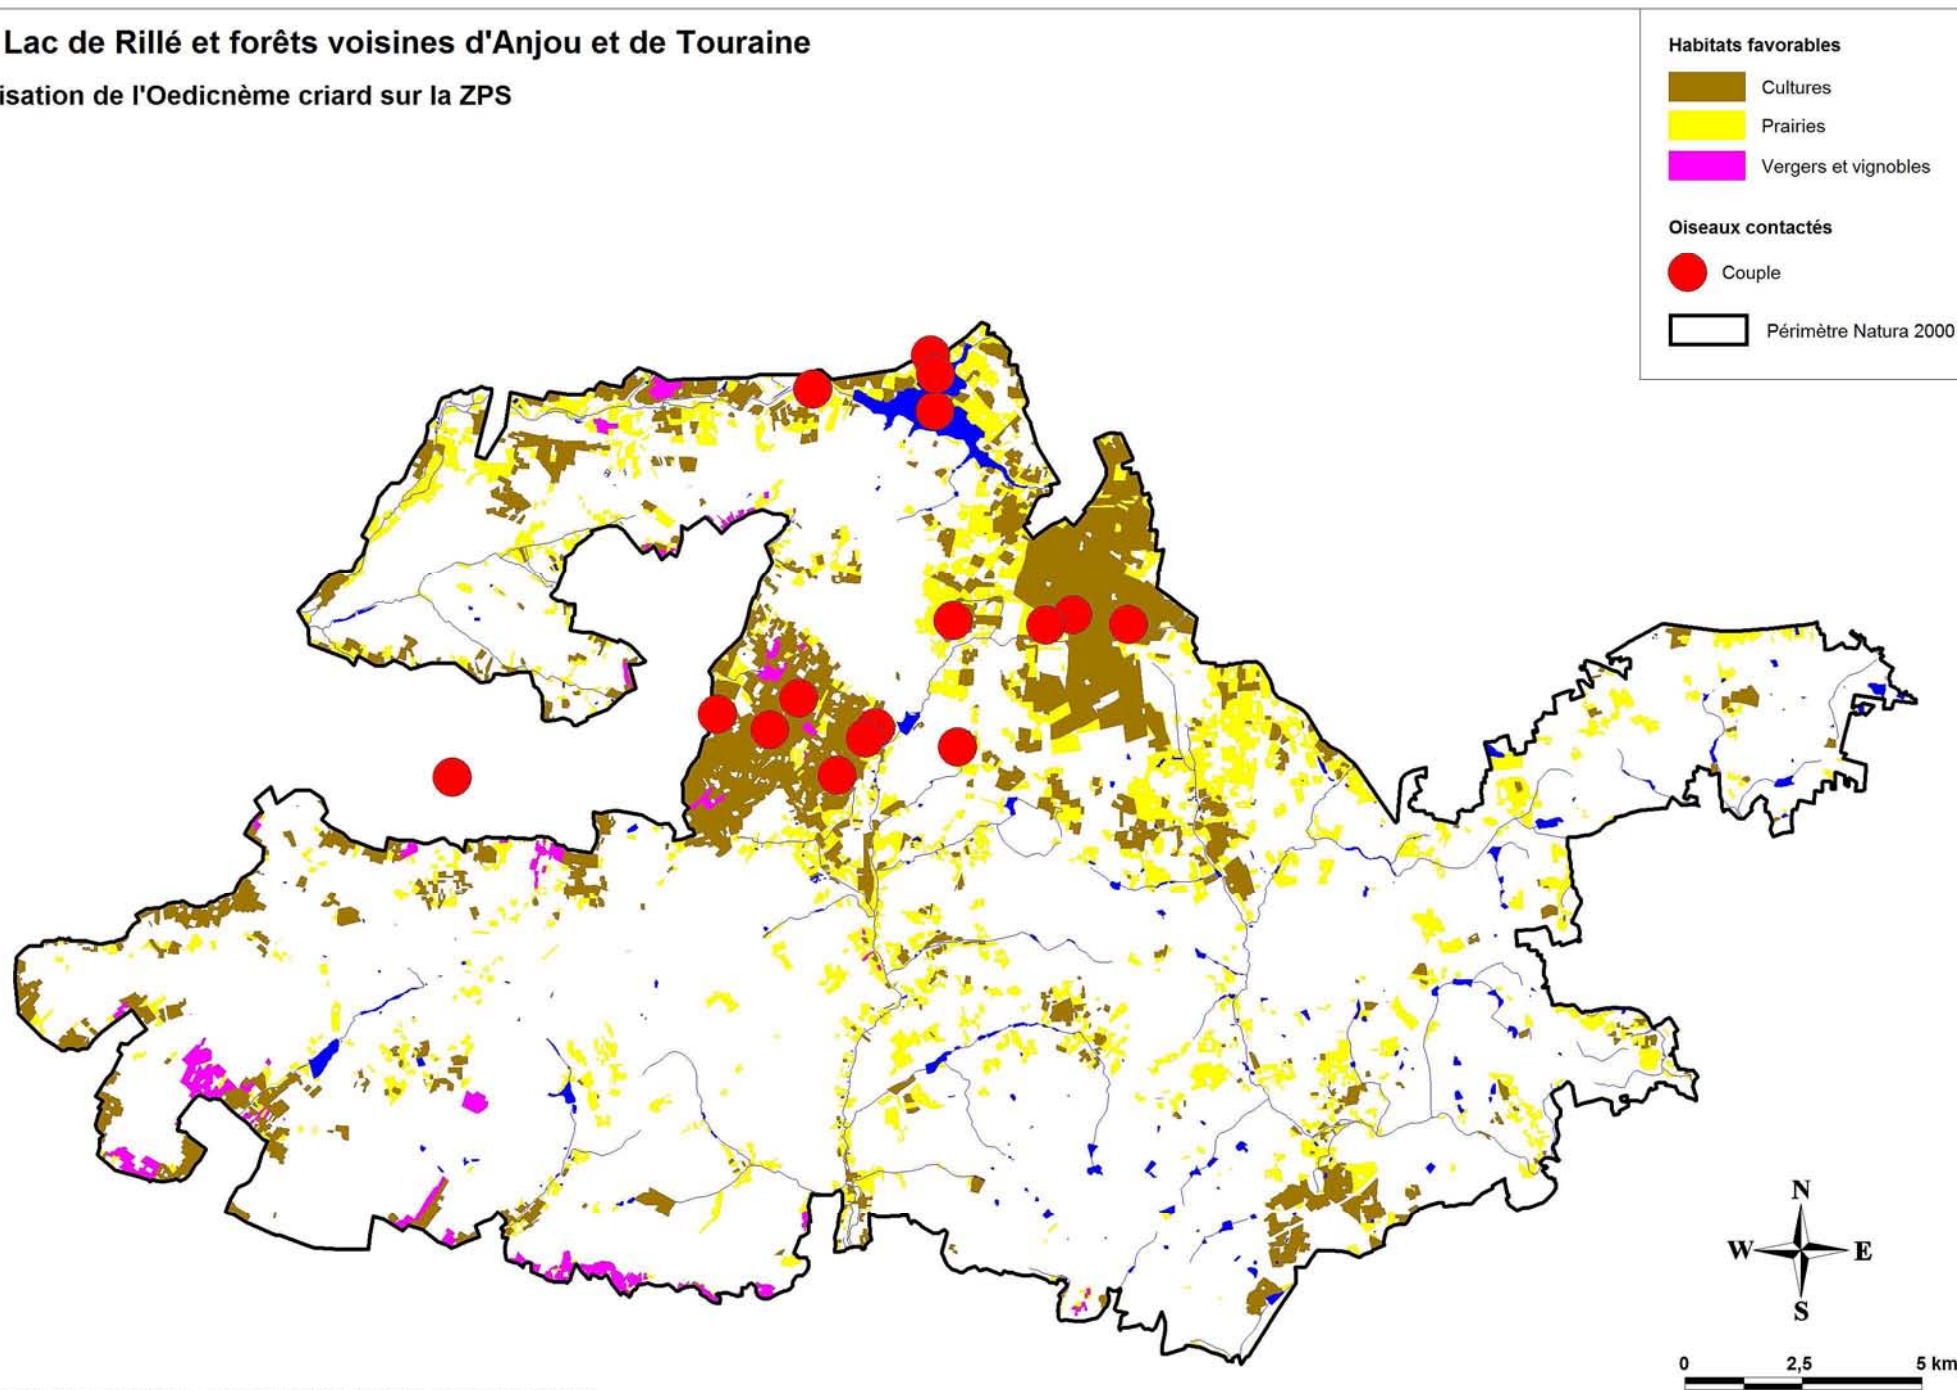 Lac de Rillé et forêts voisines d'Anjou et de Touraine
isation de l'Oedicnème criard sur la ZPS
Habitats favorables
Cultures
Prairies
Vergers et vignobles
Oiseaux contactés
Couple
Périmètre Natura 2000
N
W E
S
0 2,5 5 km